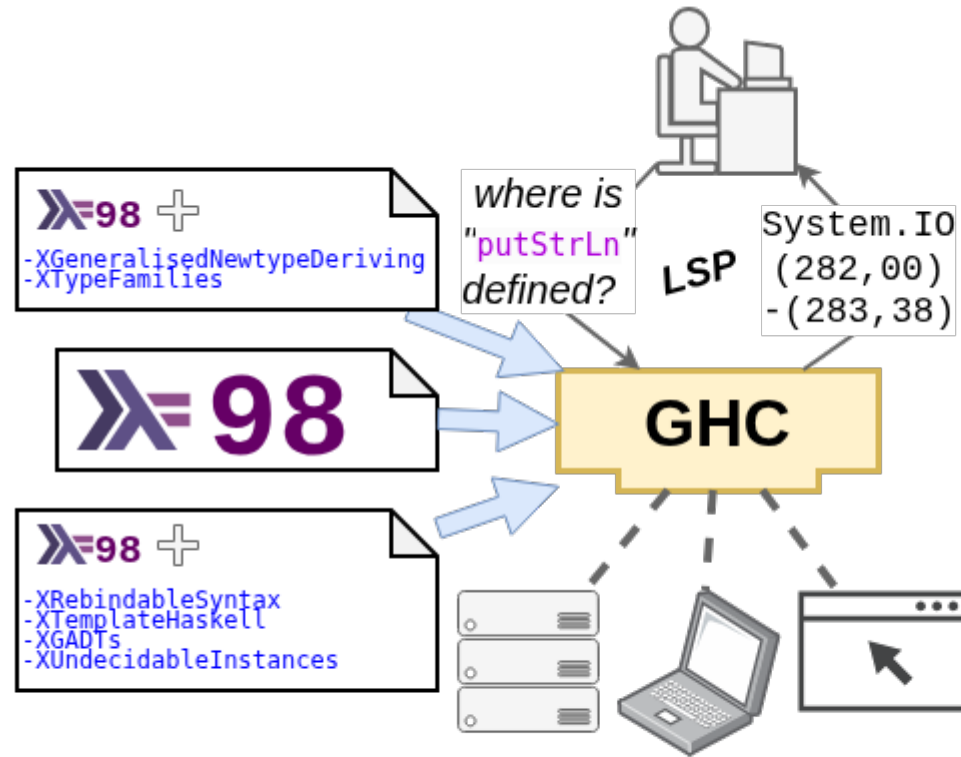 98
-XGeneralisedNewtypeDeriving
-XTypeFamilies
98
98
-XRebindableSyntax
-XTemplateHaskell
-XGADTs
-XUndecidableInstances
where is
"putStrLn"
defined?
LSP
System.IO
(282,00)
-(283,38)
GHC